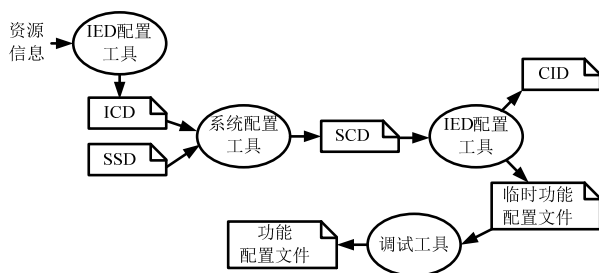 资源
信息
IED配置
工具
ICD
SSD
系统配置
工具
SCD
IED配置
工具
CID
临时功能
配置文件
调试工具
功能
配置文件